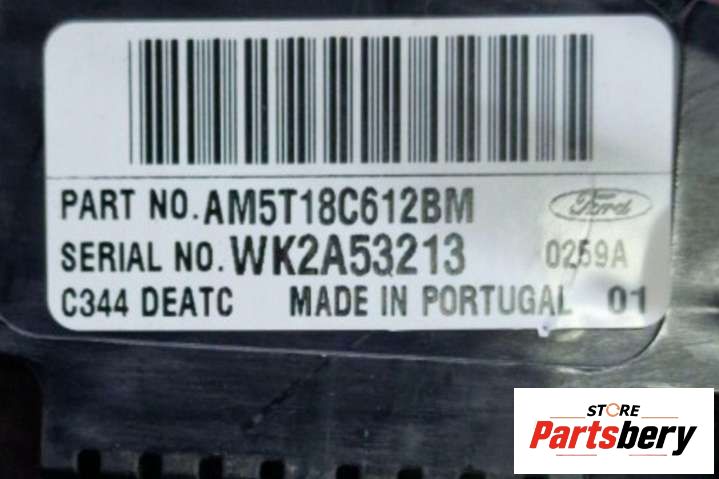 PART NO. AM5T18C612BM
Ford
SERIAL NO. WK2A53213
0259A
C344 DEATC MADE IN PORTUGAL 01
STORE
Partsbery